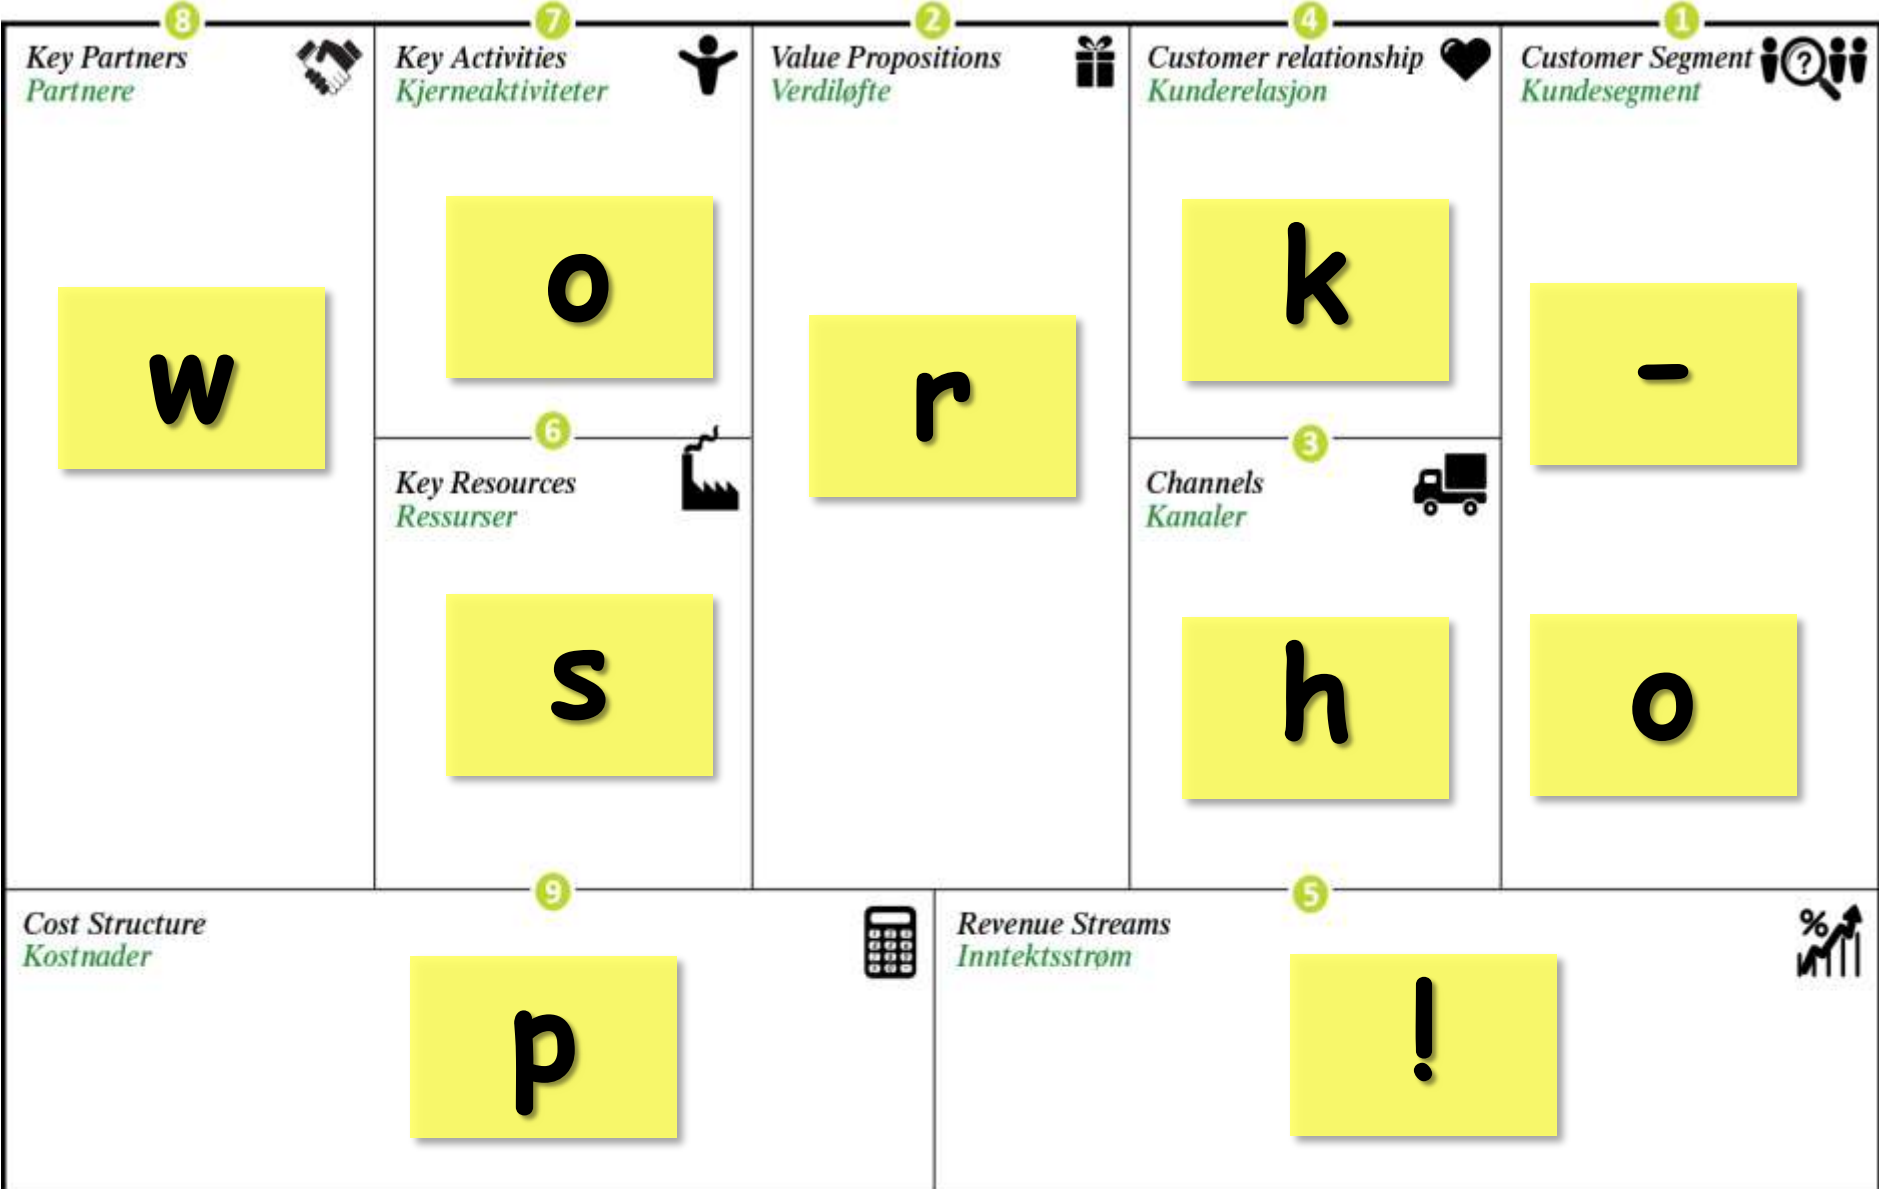 8
Key Partners
Partnere
w
7
Key Activities
Kjerneaktiviteter
o
6
Key Resources
Ressurser
s
2
Value Propositions
Verdiløfte
r
4
Customer relationship
Kunderelasjon
k
3
Channels
Kanaler
h
1
Customer Segment
Kundesegment
?
-
o
9
Cost Structure
Kostnader
p
5
Revenue Streams
Inntektsstrøm
%
!